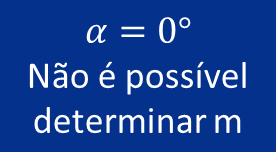 α = 0°
Não é possível
determinar m